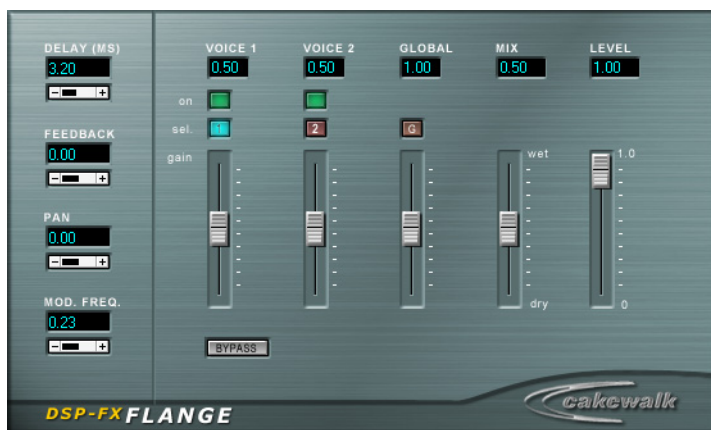 DELAY (MS)
3.20
FEEDBACK
0.00
PAN
0.00
MOD. FREQ.
0.23
VOICE 1 VOICE 2 GLOBAL MIX LEVEL
0.50 0.50 1.00 0.50 1.00
on
sel. 1 2 G
gain wet 1.0
dry 0
BYPASS
DSP-FX FLANGE
cakewalk